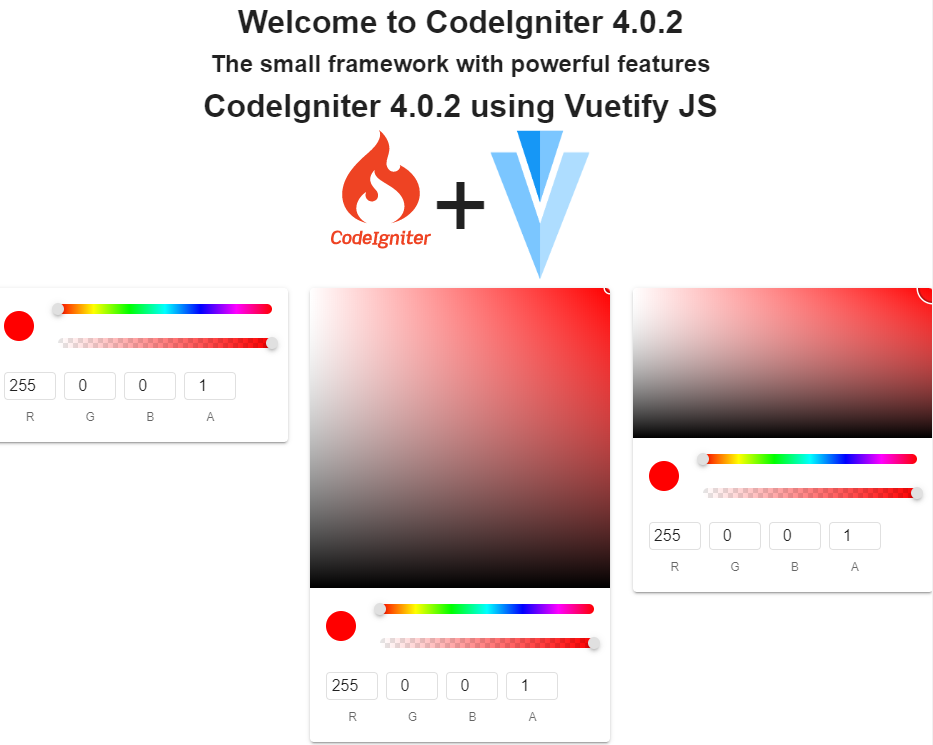 Welcome to CodeIgniter 4.0.2
The small framework with powerful features
CodeIgniter 4.0.2 using Vuetify JS
CodeIgniter
+
255 0 0 1
R G B A
255 0 0 1
R G B A
255 0 0 1
R G B A